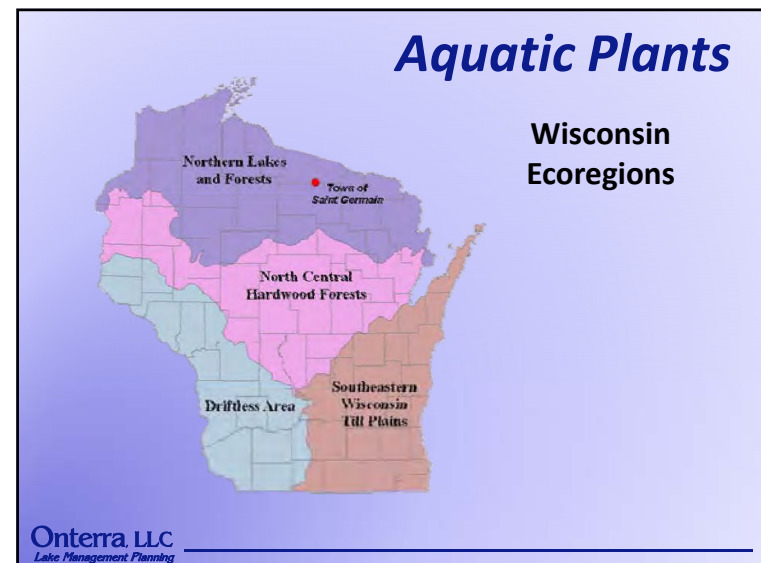 Aquatic Plants
Wisconsin
Ecoregions
Northern Lakes
and Forests
Town of
Saint Germain
North Central
Hardwood Forests
Driftless Area
Southeastern
Wisconsin
Till Plains
Onterra, LLC
Lake Management Planning